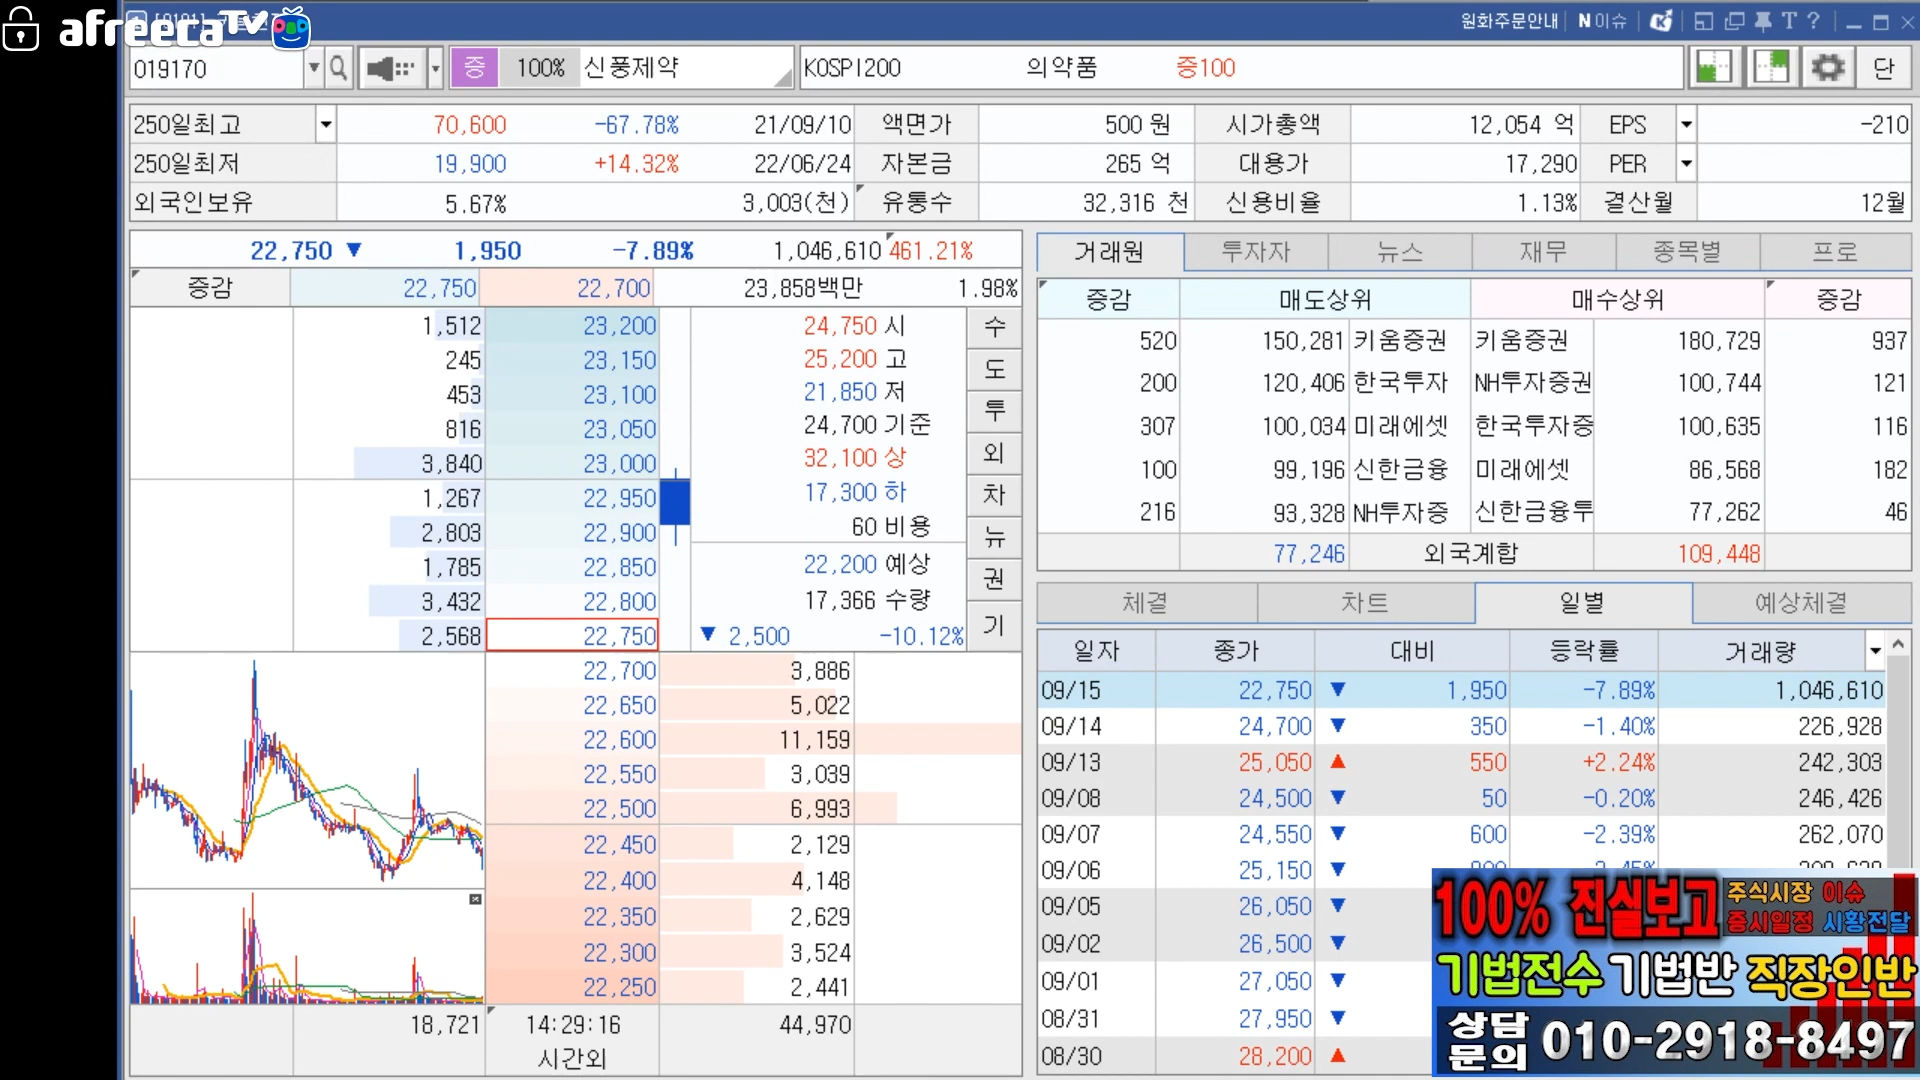 afreecaTV
원화주문안내 N이슈 T ?
019170 증 100% 신풍제약 KOSPI200 의약품 증100 단
250일최고 70,600 -67.78% 21/09/10 액면가 500 원 시가총액 12,054 억 EPS -210
250일최저 19,900 +14.32% 22/06/24 자본금 265 억 대용가 17,290 PER
외국인보유 5.67% 3,003(천) 유통수 32,316 천 신용비율 1.13% 결산월 12월
22,750 ▼ 1,950 -7.89% 1,046,610 461.21%
증감 22,750 22,700 23,858백만 1.98%
1,512 23,200 24,750 시 수
245 23,150 25,200 고 도
453 23,100 21,850 저
816 23,050 24,700 기준 투
3,840 23,000 32,100 상 외
1,267 22,950 17,300 하 차
2,803 22,900 60 비용 뉴
1,785 22,850 22,200 예상 권
3,432 22,800 17,366 수량
2,568 22,750 ▼ 2,500 -10.12% 기
22,700 3,886
22,650 5,022
22,600 11,159
22,550 3,039
22,500 6,993
22,450 2,129
22,400 4,148
22,350 2,629
22,300 3,524
22,250 2,441
18,721 14:29:16 44,970
시간외
거래원 투자자 뉴스 재무 종목별 프로
증감 매도상위 매수상위 증감
520 150,281 키움증권 키움증권 180,729 937
200 120,406 한국투자 NH투자증권 100,744 121
307 100,034 미래에셋 한국투자증 100,635 116
100 99,196 신한금융 미래에셋 86,568 182
216 93,328 NH투자증 신한금융투 77,262 46
77,246 외국계합 109,448
체결 차트 일별 예상체결
일자 종가 대비 등락률 거래량
09/15 22,750 ▼ 1,950 -7.89% 1,046,610
09/14 24,700 ▼ 350 -1.40% 226,928
09/13 25,050 ▲ 550 +2.24% 242,303
09/08 24,500 ▼ 50 -0.20% 246,426
09/07 24,550 ▼ 600 -2.39% 262,070
09/06 25,150 ▼
09/05 26,050 ▼
09/02 26,500 ▼
09/01 27,050 ▼
08/31 27,950 ▼
08/30 28,200 ▲
100% 진실보고 주식시장 이슈
증시일정 시황전달
기법전수 기법반 직장인반
상담문의 010-2918-8497